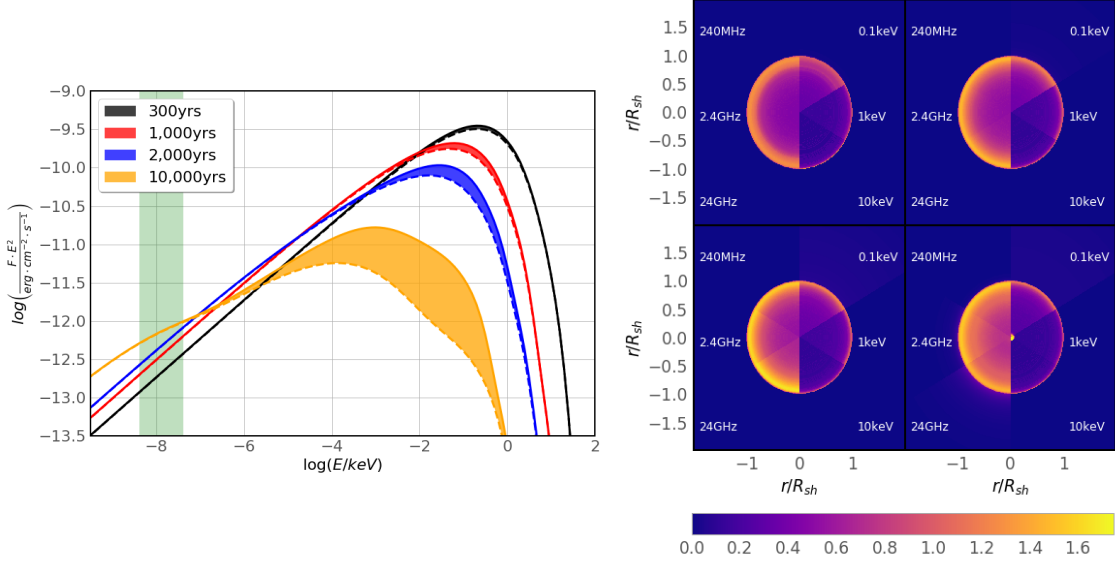 −9.0
−9.5
−10.0
−10.5
−11.0
−11.5
−12.0
−12.5
−13.0
−13.5
log(F · E² / erg · cm⁻² · s⁻¹)
300yrs
1,000yrs
2,000yrs
10,000yrs
−8 −6 −4 −2 0 2
log(E/keV)
1.5
1.0
0.5
0.0
−0.5
−1.0
−1.5
r/R_sh
240MHz 0.1keV 240MHz 0.1keV
2.4GHz 1keV 2.4GHz 1keV
24GHz 10keV 24GHz 10keV
1.5
1.0
0.5
0.0
−0.5
−1.0
−1.5
r/R_sh
240MHz 0.1keV 240MHz 0.1keV
2.4GHz 1keV 2.4GHz 1keV
24GHz 10keV 24GHz 10keV
−1 0 1 −1 0 1
r/R_sh r/R_sh
0.0 0.2 0.4 0.6 0.8 1.0 1.2 1.4 1.6